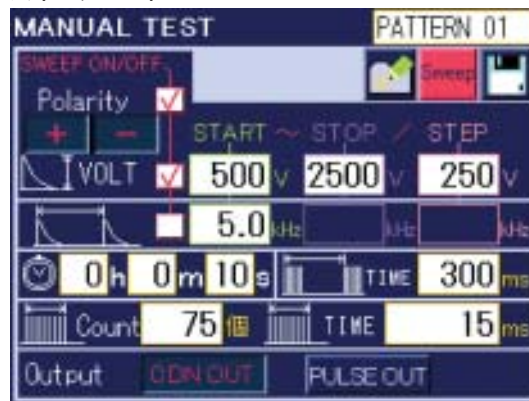 MANUAL TEST PATTERN 01
SWEEP ON/OFF
Sweep
Polarity
+ −
START ~ STOP / STEP
VOLT 500 V 2500 V 250 V
5.0 kHz kHz kHz
0 h 0 m 10 s TIME 300 ms
Count 75 個 TIME 15 ms
Output CDN OUT PULSE OUT